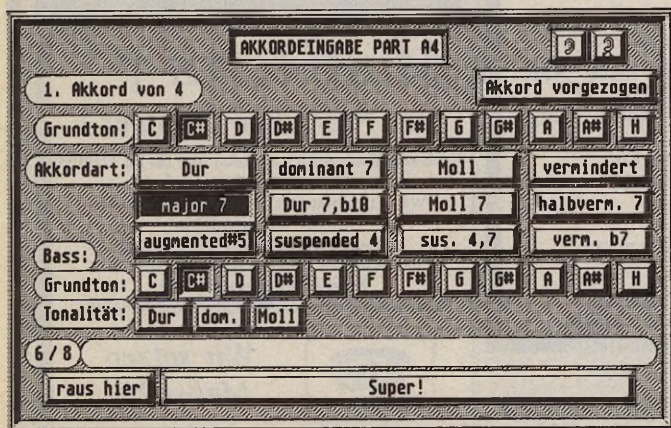 AKKORDEINGABE PART A4
1. Akkord von 4
Akkord vorgezogen
Grundton: C C# D D# E F F# G G# A A# H
Akkordart: Dur dominant 7 Moll vermindert
major 7 Dur 7,b10 Moll 7 halbverm. 7
augmented#5 suspended 4 sus. 4,7 verm. b7
Bass:
Grundton: C C# D D# E F F# G G# A A# H
Tonalität: Dur dom. Moll
6/8
raus hier Super!